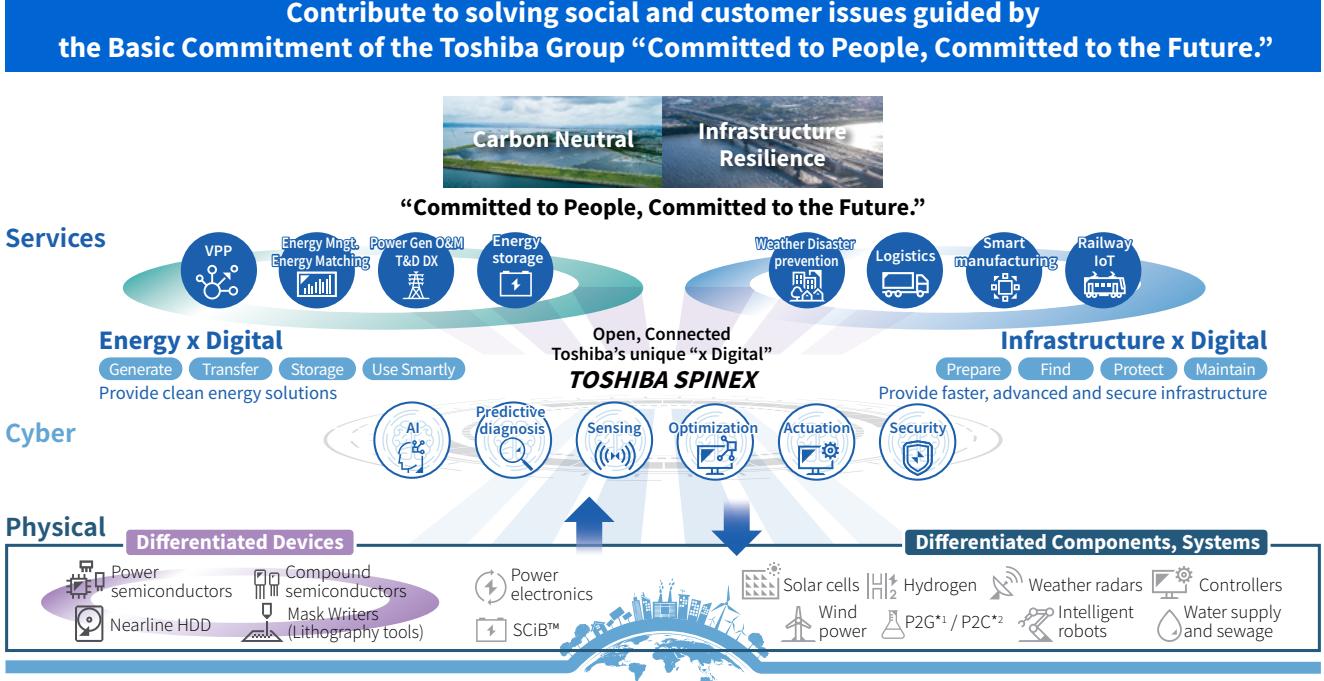 Contribute to solving social and customer issues guided by
the Basic Commitment of the Toshiba Group “Committed to People, Committed to the Future.”
Carbon Neutral
Infrastructure
Resilience
“Committed to People, Committed to the Future.”
Services
VPP
Energy Mngt.
Energy Matching
Power Gen O&M
T&D DX
Energy
storage
Weather Disaster
prevention
Logistics
Smart
manufacturing
Railway
IoT
Energy x Digital
Generate
Transfer
Storage
Use Smartly
Provide clean energy solutions
Open, Connected
Toshiba’s unique “x Digital”
TOSHIBA SPINEX
Infrastructure x Digital
Prepare
Find
Protect
Maintain
Provide faster, advanced and secure infrastructure
Cyber
AI
Predictive
diagnosis
Sensing
Optimization
Actuation
Security
Physical
Differentiated Devices
Power
semiconductors
Compound
semiconductors
Nearline HDD
Mask Writers
(Lithography tools)
Power
electronics
SCiB™
Differentiated Components, Systems
Solar cells
H2
Hydrogen
Weather radars
Controllers
Wind
power
P2G*1 / P2C*2
Intelligent
robots
Water supply
and sewage